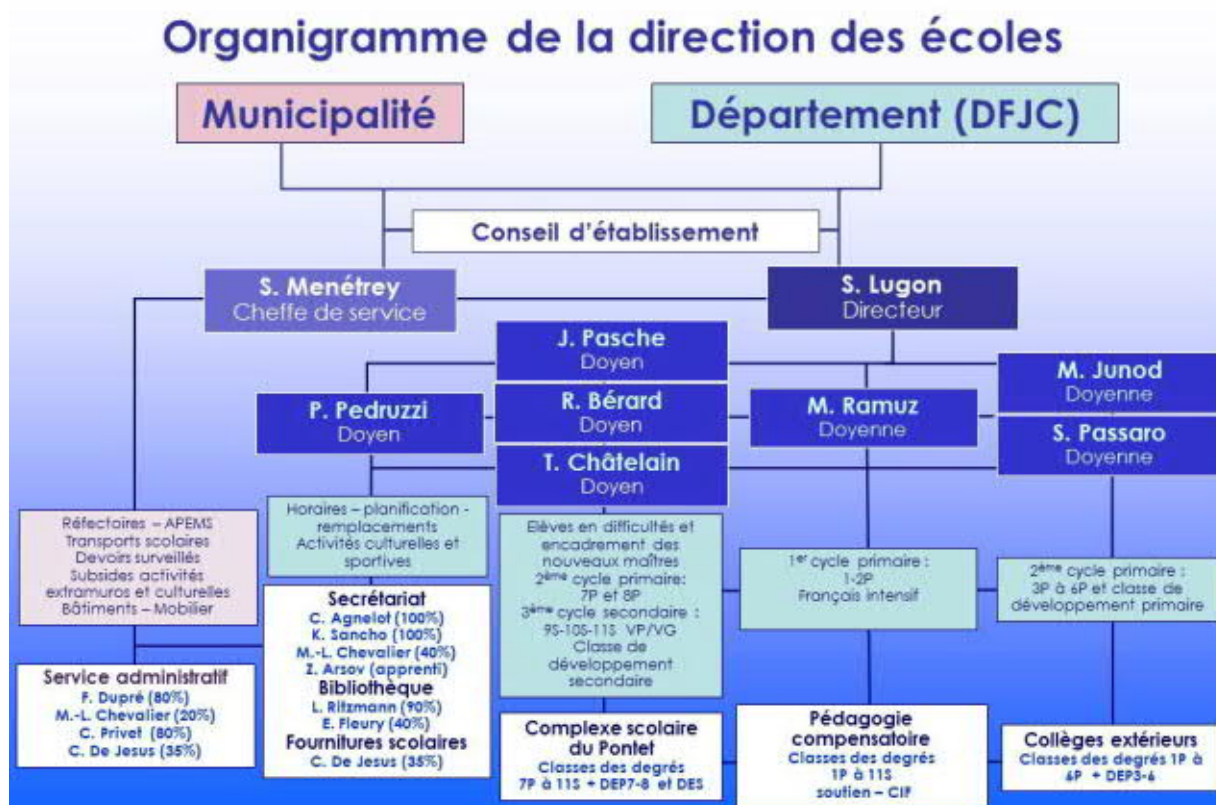 Organigramme de la direction des écoles
Municipalité
Département (DFJC)
Conseil d'établissement
S. Menétrey
Cheffe de service
S. Lugon
Directeur
J. Pasche
Doyen
P. Pedruzzi
Doyen
R. Bérard
Doyen
M. Ramuz
Doyenne
M. Junod
Doyenne
T. Châtelain
Doyen
S. Passaro
Doyenne
Réfectoires – APEMS
Transports scolaires
Devoirs surveillés
Subsides activités
extramuros et culturelles
Bâtiments – Mobilier
Horaires – planification -
remplacements
Activités culturelles et
sportives
Elèves en difficultés et
encadrement des
nouveaux maîtres
2ème cycle primaire:
7P et 8P
3ème cycle secondaire :
9S-10S-11S VP/VG
Classe de
développement
secondaire
1er cycle primaire :
1-2P
Français intensif
2ème cycle primaire :
3P à 6P et classe de
développement primaire
Service administratif
F. Dupré (80%)
M.-L. Chevalier (20%)
C. Privet (80%)
C. De Jesus (35%)
Secrétariat
C. Agnelot (100%)
K. Sancho (100%)
M.-L. Chevalier (40%)
Z. Arsov (apprenti)
Bibliothèque
L. Ritzmann (90%)
E. Fleury (40%)
Fournitures scolaires
C. De Jesus (35%)
Complexe scolaire
du Pontet
Classes des degrés
7P à 11S + DEP7-8 et DES
Pédagogie
compensatoire
Classes des degrés
1P à 11S
soutien – CIF
Collèges extérieurs
Classes des degrés 1P à
6P + DEP3-6